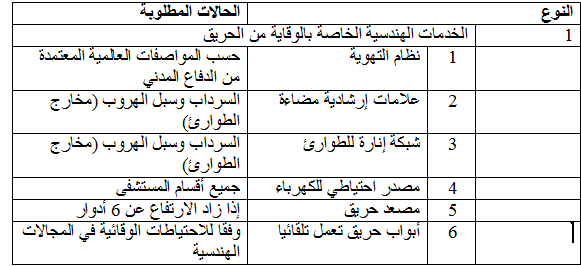 النوع الحالات المطلوبة
1 الخدمات الهندسية الخاصة بالوقاية من الحريق
1 نظام التهوية حسب المواصفات العالمية المعتمدة
من الدفاع المدني
2 علامات إرشادية مضاءة السرداب وسبل الهروب (مخارج
الطوارئ)
3 شبكة إنارة للطوارئ السرداب وسبل الهروب (مخارج
الطوارئ)
4 مصدر احتياطي للكهرباء جميع أقسام المستشفى
5 مصعد حريق إذا زاد الارتفاع عن 6 أدوار
6 أبواب حريق تعمل تلقائيا وفقا للاحتياطات الوقائية في المجالات
الهندسية